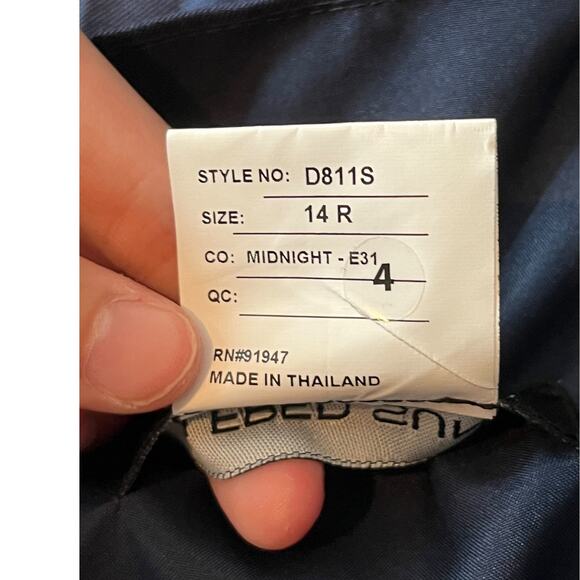 STYLE NO: D811S
SIZE: 14 R
CO: MIDNIGHT - E31
4
QC:
RN#91947
MADE IN THAILAND